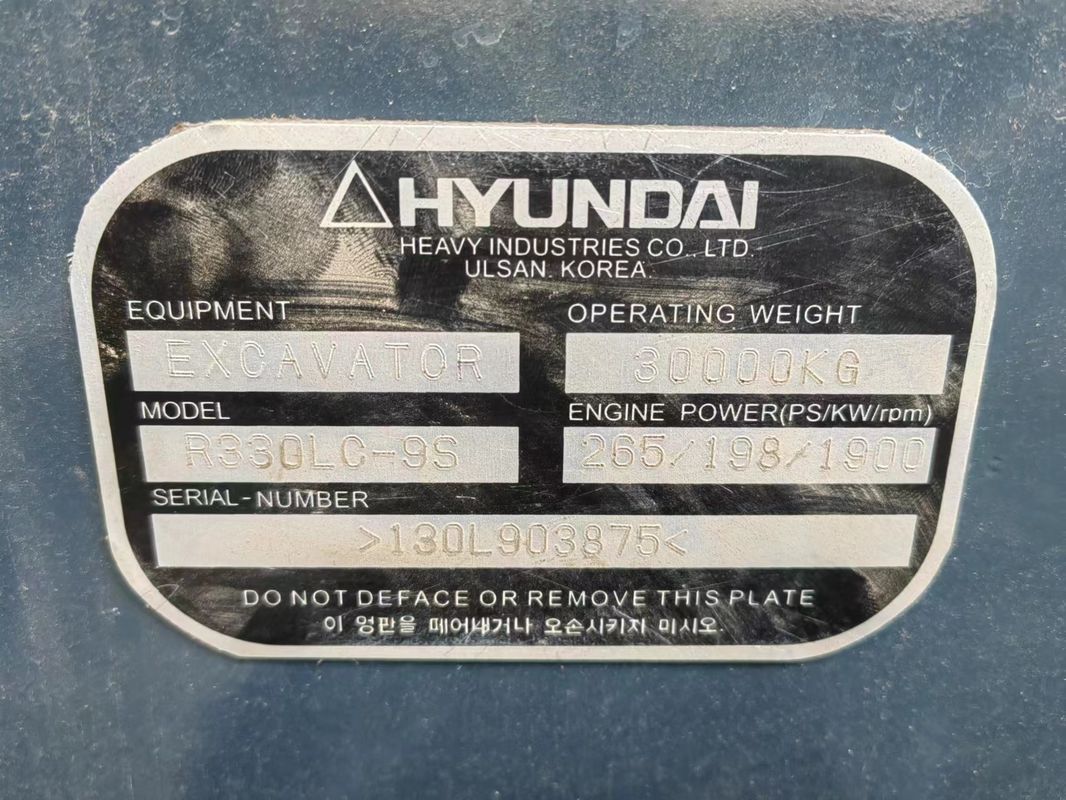 HYUNDAI
HEAVY INDUSTRIES CO., LTD.
ULSAN. KOREA.
EQUIPMENT
EXCAVATOR
OPERATING WEIGHT
30000KG
MODEL
R330LC-9S
ENGINE POWER(PS/KW/rpm)
265/198/1900
SERIAL-NUMBER
>130L903875<
DO NOT DEFACE OR REMOVE THIS PLATE
이 영판을 떼어내거나 오손시키지 마시오.